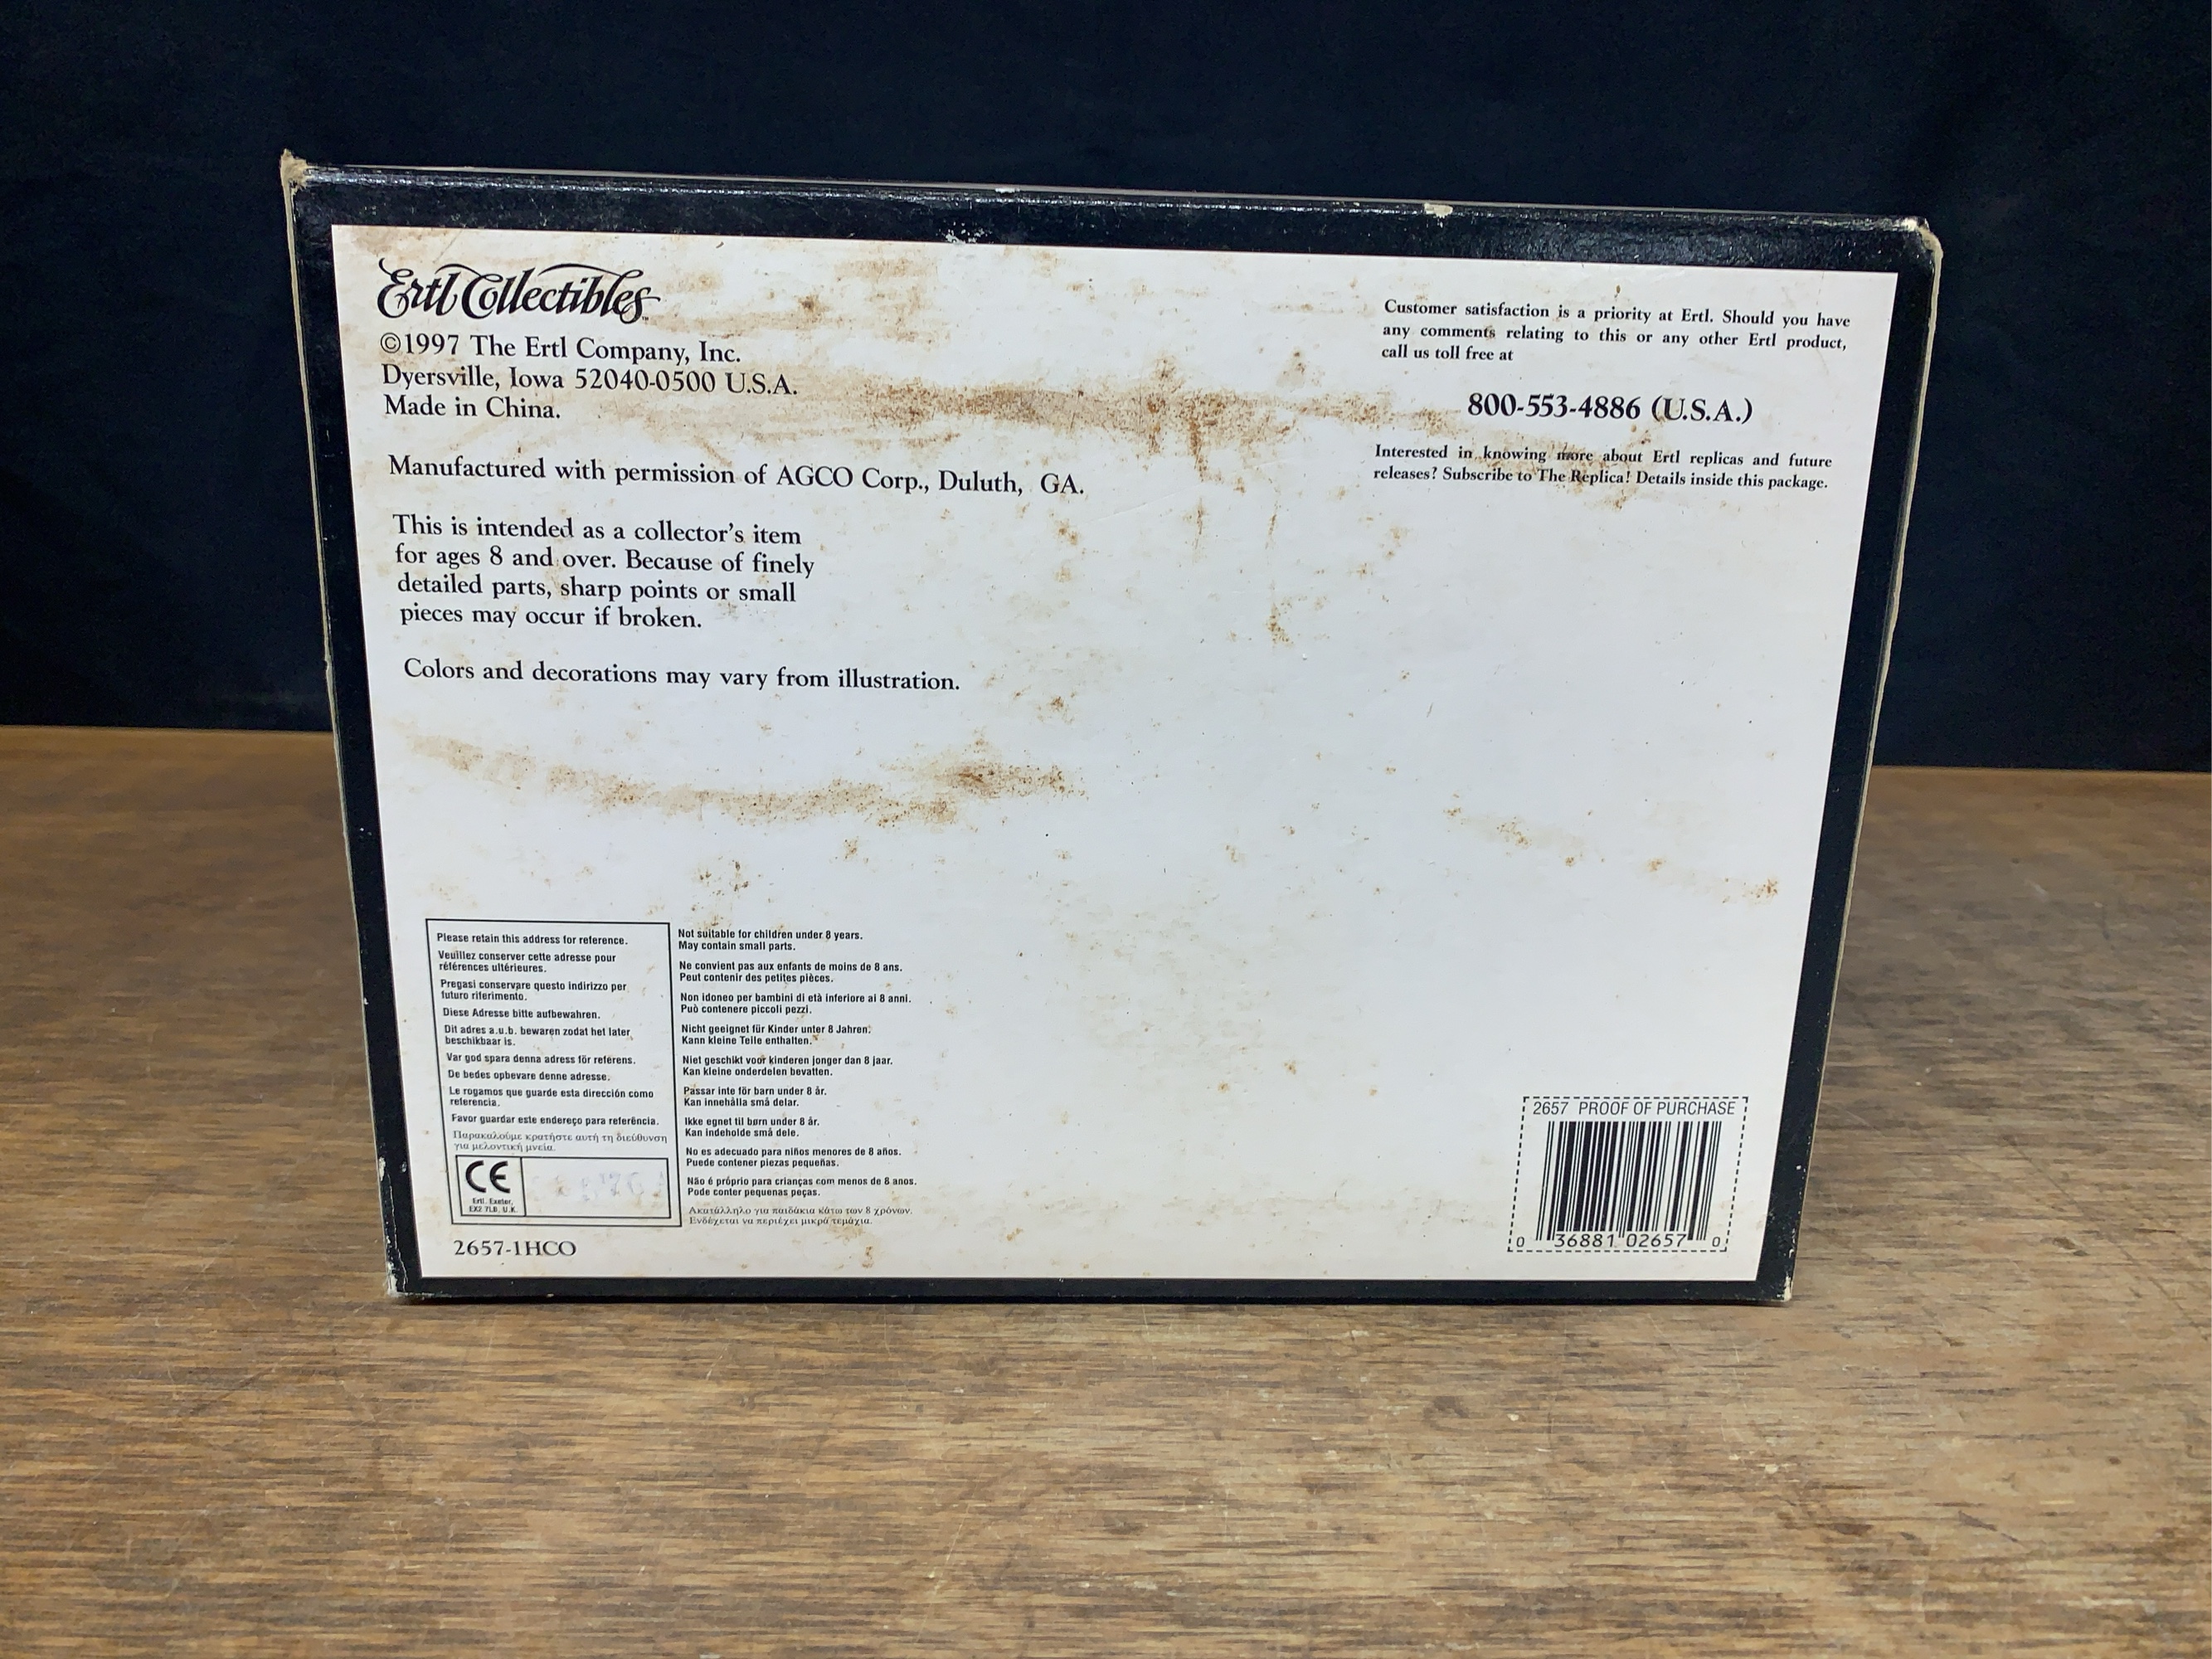 Ertl Collectibles™
©1997 The Ertl Company, Inc.
Dyersville, Iowa 52040-0500 U.S.A.
Made in China.
Manufactured with permission of AGCO Corp., Duluth, GA.
This is intended as a collector's item
for ages 8 and over. Because of finely
detailed parts, sharp points or small
pieces may occur if broken.
Colors and decorations may vary from illustration.
Customer satisfaction is a priority at Ertl. Should you have
any comments relating to this or any other Ertl product,
call us toll free at
800-553-4886 (U.S.A.)
Interested in knowing more about Ertl replicas and future
releases? Subscribe to The Replica! Details inside this package.
Please retain this address for reference.
Veuillez conserver cette adresse pour
références ultérieures.
Pregasi conservare questo indirizzo per
futuro riferimento.
Diese Adresse bitte aufbewahren.
Dit adres a.u.b. bewaren zodat het later
beschikbaar is.
Var god spara denna adress för referens.
De bedes opbevare denne adresse.
Le rogamos que guarde esta dirección como
referencia.
Favor guardar este endereço para referência.
Παρακαλούμε κρατήστε αυτή τη διεύθυνση
για μελοντική μνεία.
CE
Ertl. Exeter,
EX2 7LB, U.K.
2657-1HCO
Not suitable for children under 8 years.
May contain small parts.
Ne convient pas aux enfants de moins de 8 ans.
Peut contenir des petites pièces.
Non idoneo per bambini di età inferiore ai 8 anni.
Può contenere piccoli pezzi.
Nicht geeignet für Kinder unter 8 Jahren.
Kann kleine Teile enthalten.
Niet geschikt voor kinderen jonger dan 8 jaar.
Kan kleine onderdelen bevatten.
Passar inte för barn under 8 år.
Kan innehålla små delar.
Ikke egnet til børn under 8 år.
Kan indeholde små dele.
No es adecuado para niños menores de 8 años.
Puede contener piezas pequeñas.
Não é próprio para crianças com menos de 8 anos.
Pode conter pequenas peças.
Ακατάλληλο για παιδάκια κάτω των 8 χρόνων.
Ενδέχεται να περιέχει μικρά τεμάχια.
2657 PROOF OF PURCHASE
0 36881 02657 0